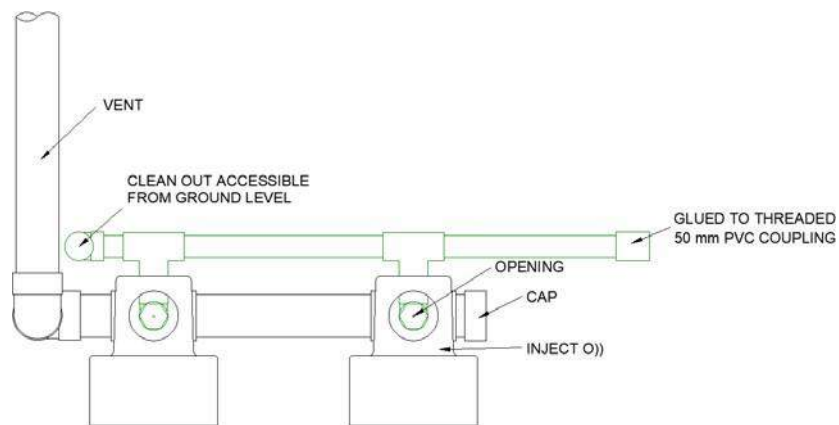 VENT
CLEAN OUT ACCESSIBLE
FROM GROUND LEVEL
GLUED TO THREADED
50 mm PVC COUPLING
OPENING
CAP
INJECT O))